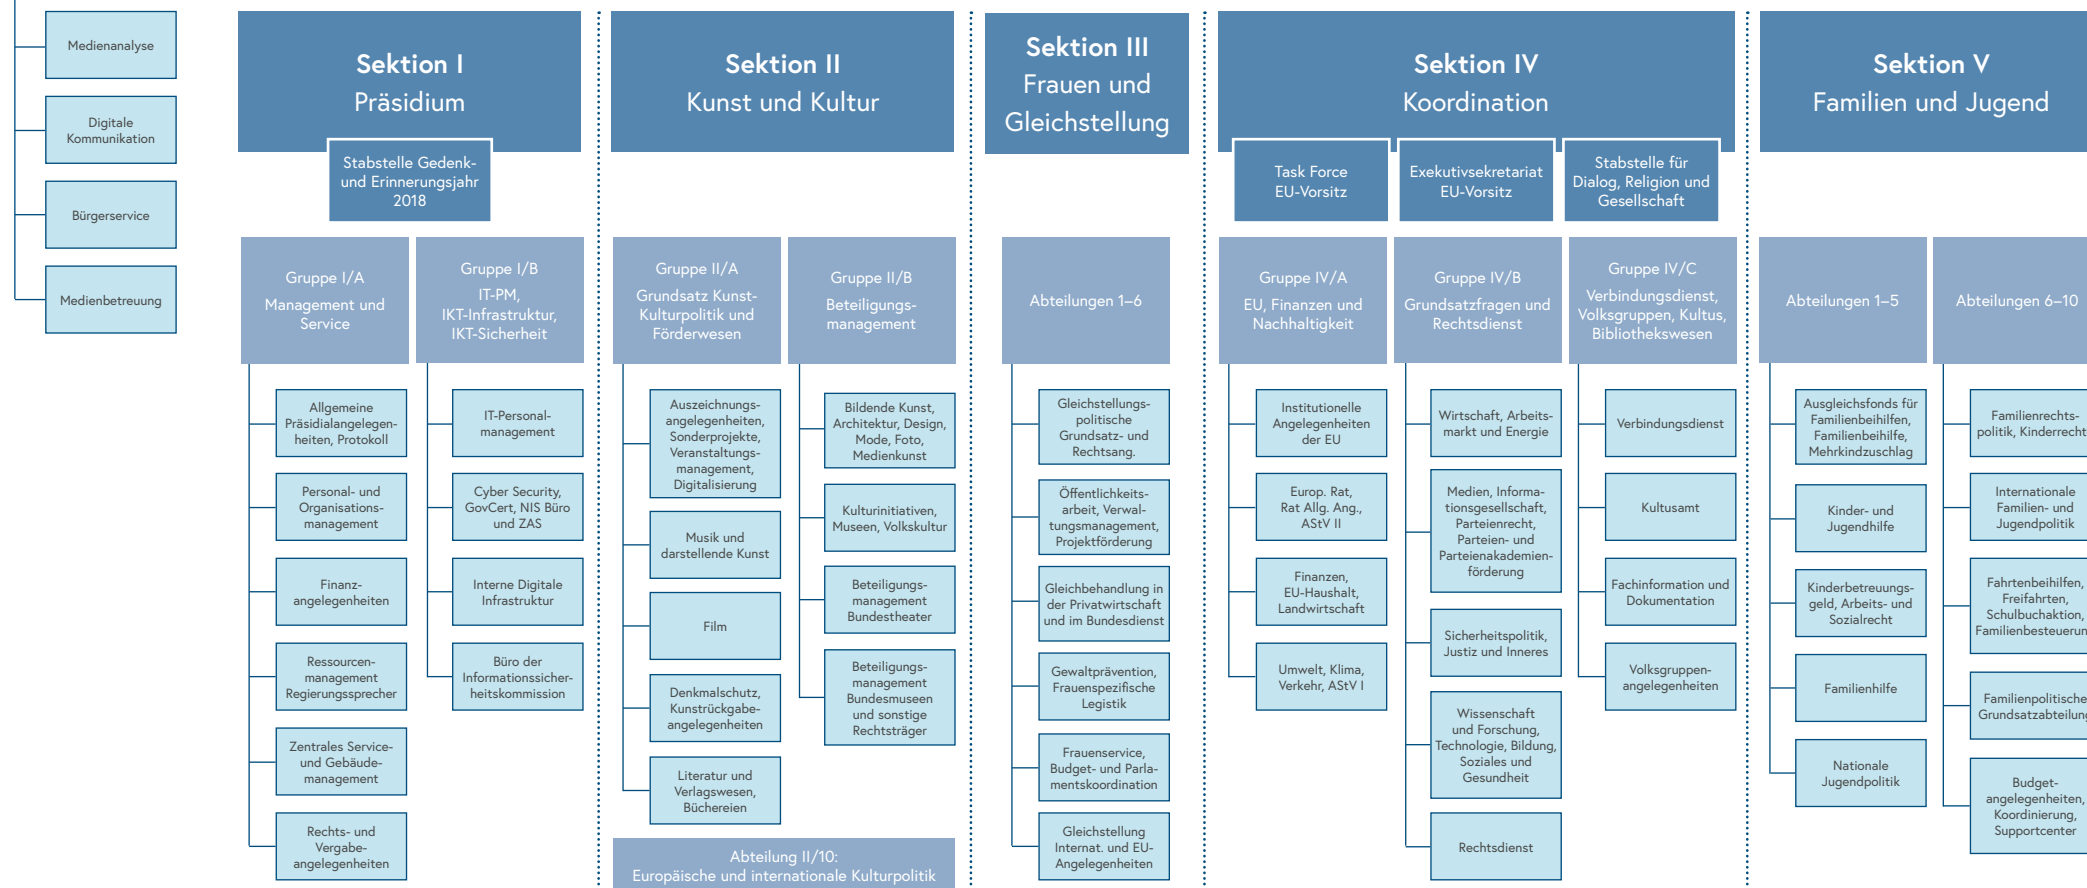 Medienanalyse
Digitale
Kommunikation
Bürgerservice
Medienbetreuung
Sektion I
Präsidium
Stabstelle Gedenk-
und Erinnerungsjahr
2018
Gruppe I/A
Management und
Service
Allgemeine
Präsidialangelegen-
heiten, Protokoll
Personal- und
Organisations-
management
Finanz-
angelegenheiten
Ressourcen-
management
Regierungssprecher
Zentrales Service-
und Gebäude-
management
Rechts- und
Vergabe-
angelegenheiten
Gruppe I/B
IT-PM,
IKT-Infrastruktur,
IKT-Sicherheit
IT-Personal-
management
Cyber Security,
GovCert, NIS Büro
und ZAS
Interne Digitale
Infrastruktur
Büro der
Informationssicher-
heitskommission
Sektion II
Kunst und Kultur
Gruppe II/A
Grundsatz Kunst-
Kulturpolitik und
Förderwesen
Auszeichnungs-
angelegenheiten,
Sonderprojekte,
Veranstaltungs-
management,
Digitalisierung
Musik und
darstellende Kunst
Film
Denkmalschutz,
Kunstrückgabe-
angelegenheiten
Literatur und
Verlagswesen,
Büchereien
Gruppe II/B
Beteiligungs-
management
Bildende Kunst,
Architektur, Design,
Mode, Foto,
Medienkunst
Kulturinitiativen,
Museen, Volkskultur
Beteiligungs-
management
Bundestheater
Beteiligungs-
management
Bundesmuseen
und sonstige
Rechtsträger
Abteilung II/10:
Europäische und internationale Kulturpolitik
Sektion III
Frauen und
Gleichstellung
Abteilungen 1–6
Gleichstellungs-
politische
Grundsatz- und
Rechtsang.
Öffentlichkeits-
arbeit, Verwal-
tungsmanagement,
Projektförderung
Gleichbehandlung in
der Privatwirtschaft
und im Bundesdienst
Gewaltprävention,
Frauenspezifische
Legistik
Frauenservice,
Budget- und Parla-
mentskoordination
Gleichstellung
Internat. und EU-
Angelegenheiten
Sektion IV
Koordination
Task Force
EU-Vorsitz
Exekutivsekretariat
EU-Vorsitz
Stabstelle für
Dialog, Religion und
Gesellschaft
Gruppe IV/A
EU, Finanzen und
Nachhaltigkeit
Institutionelle
Angelegenheiten
der EU
Europ. Rat,
Rat Allg. Ang.,
AStV II
Finanzen,
EU-Haushalt,
Landwirtschaft
Umwelt, Klima,
Verkehr, AStV I
Gruppe IV/B
Grundsatzfragen und
Rechtsdienst
Wirtschaft, Arbeits-
markt und Energie
Medien, Informa-
tionsgesellschaft,
Parteienrecht,
Parteien- und
Parteienakademien-
förderung
Sicherheitspolitik,
Justiz und Inneres
Wissenschaft
und Forschung,
Technologie, Bildung,
Soziales und
Gesundheit
Rechtsdienst
Gruppe IV/C
Verbindungsdienst,
Volksgruppen, Kultus,
Bibliothekswesen
Verbindungsdienst
Kultusamt
Fachinformation und
Dokumentation
Volksgruppen-
angelegenheiten
Sektion V
Familien und Jugend
Abteilungen 1–5
Ausgleichsfonds für
Familienbeihilfen,
Familienbeihilfe,
Mehrkindzuschlag
Kinder- und
Jugendhilfe
Kinderbetreuungs-
geld, Arbeits- und
Sozialrecht
Familienhilfe
Nationale
Jugendpolitik
Abteilungen 6–10
Familienrechts-
politik, Kinderrecht
Internationale
Familien- und
Jugendpolitik
Fahrtenbeihilfen,
Freifahrten,
Schulbuchaktion,
Familienbesteuerun
Familienpolitische
Grundsatzabteilung
Budget-
angelegenheiten,
Koordinierung,
Supportcenter